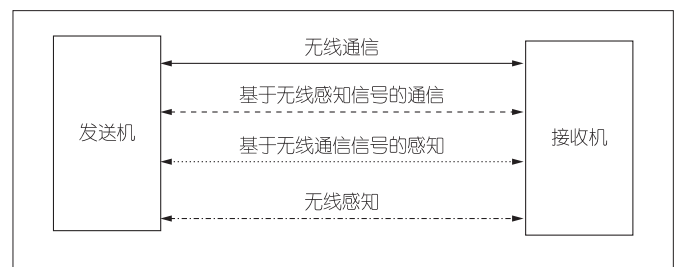 无线通信
基于无线感知信号的通信
发送机
基于无线通信信号的感知
接收机
无线感知